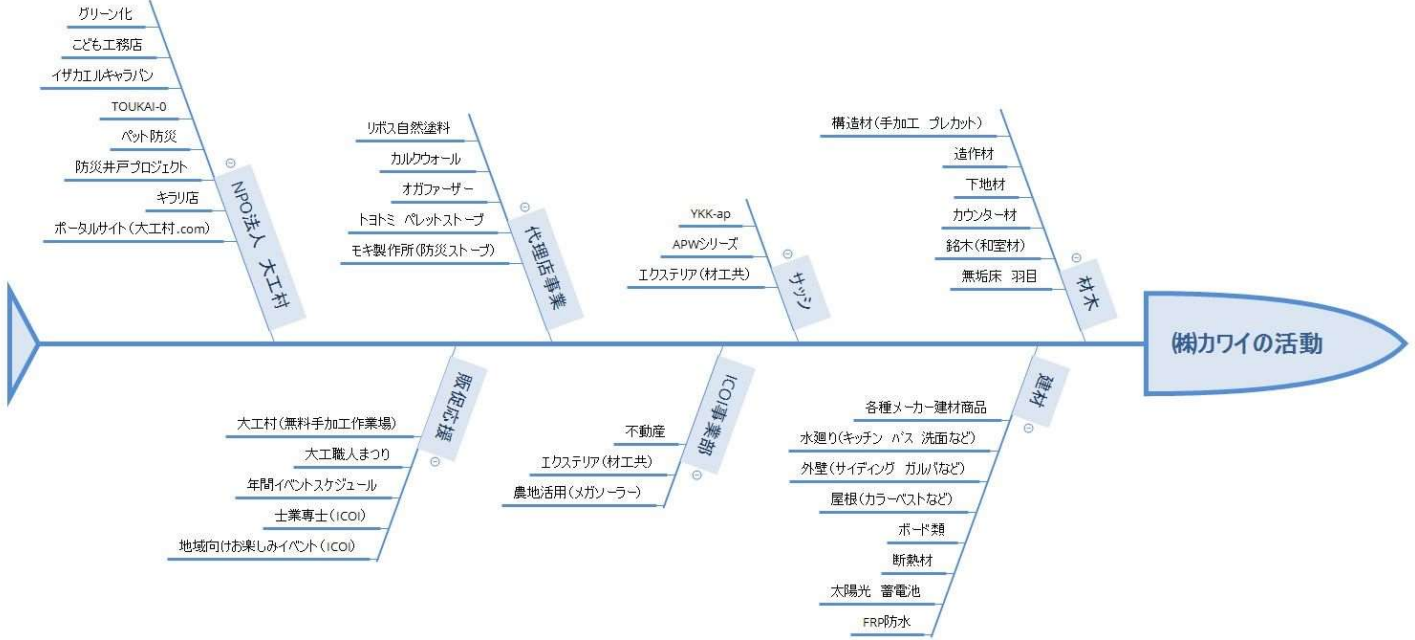 グリーン化
こども工務店
イザカエルキャラバン
TOUKAI-0
ペット防災
防災井戸プロジェクト
キラリ店
ポータルサイト(大工村.com)
NPO法人 大工村
リボス自然塗料
カルクウォール
オガファーザー
トヨトミ ペレットストーブ
モキ製作所(防災ストーブ)
代理店事業
YKK-ap
APWシリーズ
エクステリア(材工共)
サッシ
構造材(手加工 プレカット)
造作材
下地材
カウンター材
銘木(和室材)
無垢床 羽目
材木
㈱カワイの活動
販促応援
大工村(無料手加工作業場)
大工職人まつり
年間イベントスケジュール
士業専士(ICOI)
地域向けお楽しみイベント(ICOI)
ICOI事業部
不動産
エクステリア(材工共)
農地活用(メガソーラー)
建材
各種メーカー建材商品
水廻り(キッチン バス 洗面など)
外壁(サイディング ガルバなど)
屋根(カラーベストなど)
ボード類
断熱材
太陽光 蓄電池
FRP防水